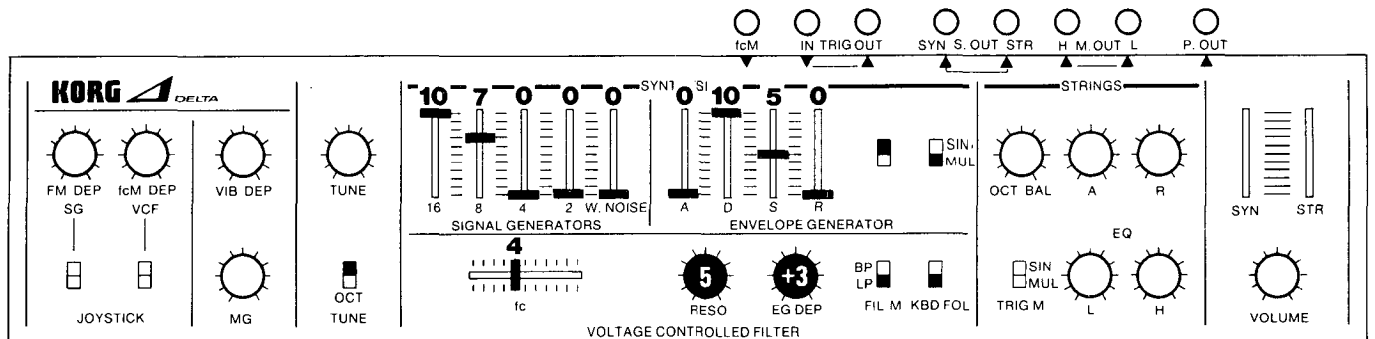 fcM IN TRIG OUT SYN S. OUT STR H M. OUT L P. OUT
KORG DELTA
SYNT SI
STRINGS
10 7 0 0 0 0 10 5 0
SIN
MUL
FM DEP fcM DEP VIB DEP TUNE
OCT BAL A R
16 8 4 2 W. NOISE A D S R
SG VCF
SIGNAL GENERATORS ENVELOPE GENERATOR
SYN STR
EQ
4
5 +3
BP
LP
SIN
MUL
OCT
fc RESO EG DEP FIL M KBD FOL TRIG M L H
JOYSTICK MG TUNE VOLUME
VOLTAGE CONTROLLED FILTER